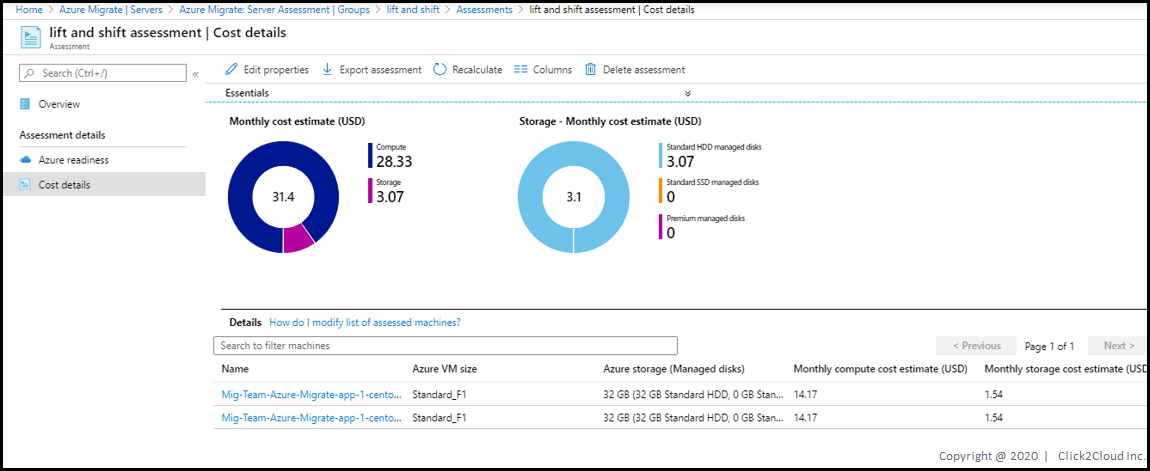 Home > Azure Migrate | Servers > Azure Migrate: Server Assessment | Groups > lift and shift > Assessments > lift and shift assessment | Cost details
lift and shift assessment | Cost details
Assessment
Search (Ctrl+/)
«
Overview
Assessment details
Azure readiness
Cost details
Edit properties Export assessment Recalculate Columns Delete assessment
Essentials
Monthly cost estimate (USD)
31.4
Compute
28.33
Storage
3.07
Storage - Monthly cost estimate (USD)
3.1
Standard HDD managed disks
3.07
Standard SSD managed disks
0
Premium managed disks
0
Details How do I modify list of assessed machines?
Search to filter machines
< Previous Page 1 of 1 Next >
Name Azure VM size Azure storage (Managed disks) Monthly compute cost estimate (USD) Monthly storage cost estimate (USD
Mig-Team-Azure-Migrate-app-1-cento... Standard_F1 32 GB (32 GB Standard HDD, 0 GB Stan... 14.17 1.54
Mig-Team-Azure-Migrate-app-1-cento... Standard_F1 32 GB (32 GB Standard HDD, 0 GB Stan... 14.17 1.54
Copyright @ 2020 | Click2Cloud Inc.